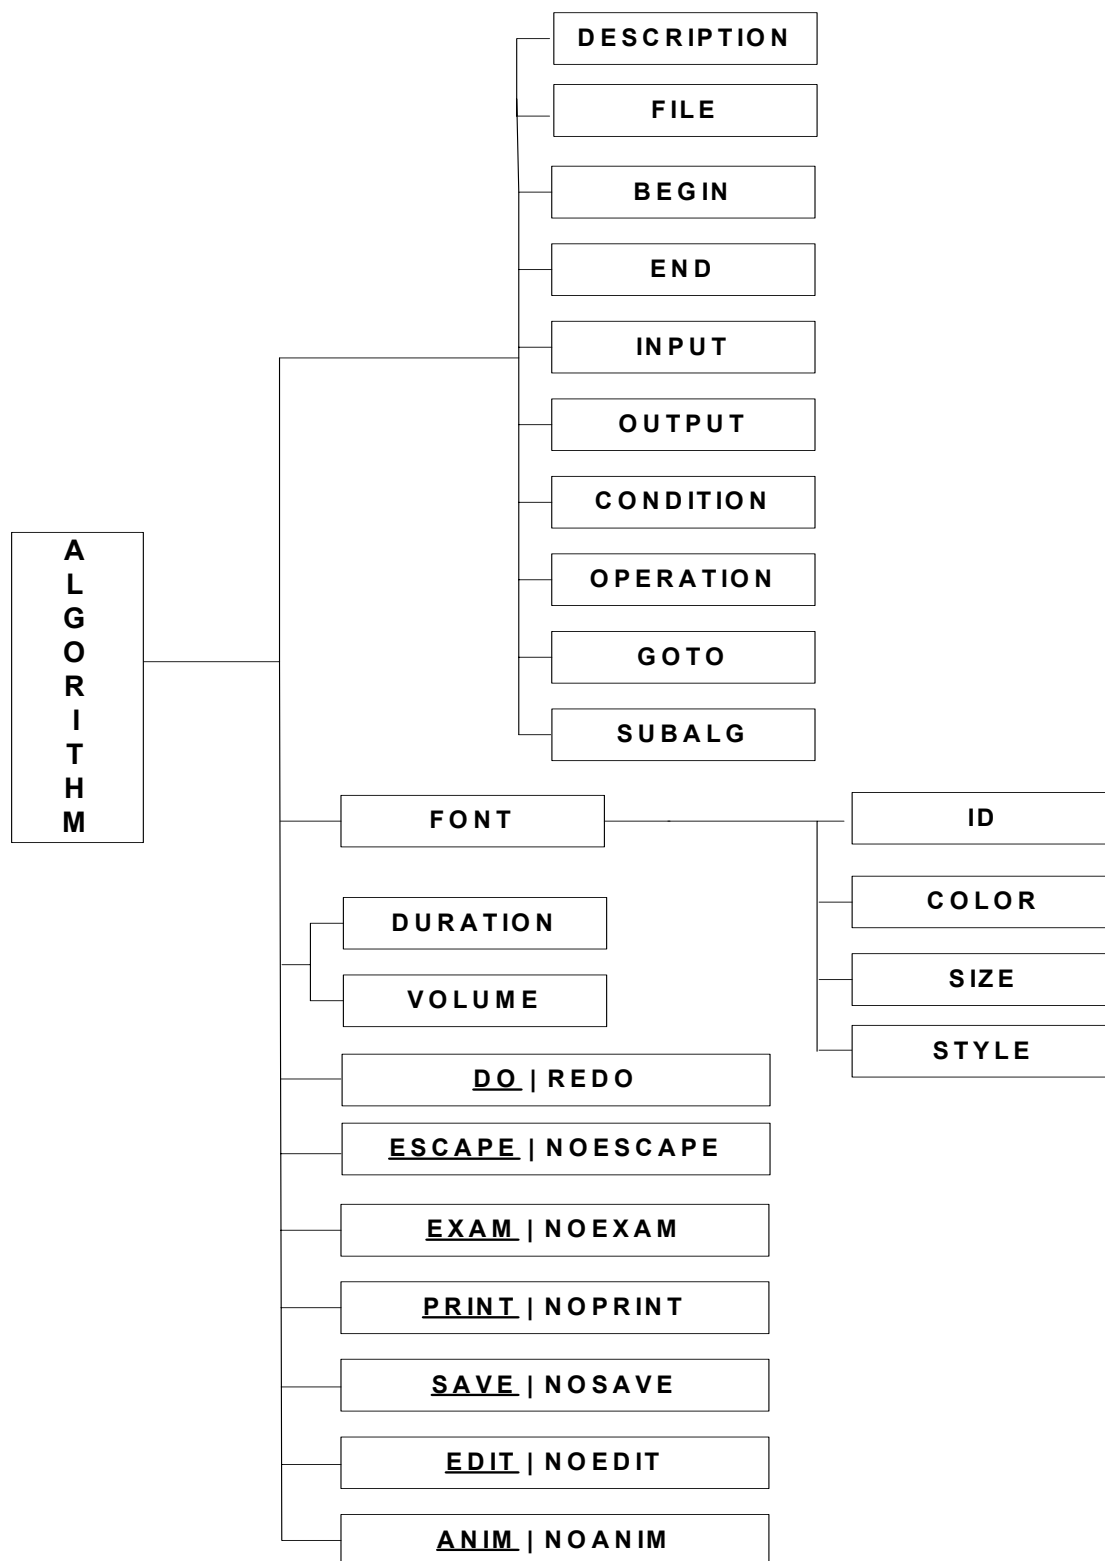 DESCRIPTION
FILE
BEGIN
END
INPUT
OUTPUT
CONDITION
OPERATION
GOTO
SUBALG
A
L
G
O
R
I
T
H
M
FONT
ID
COLOR
SIZE
STYLE
DURATION
VOLUME
DO | REDO
ESCAPE | NOESCAPE
EXAM | NOEXAM
PRINT | NOPRINT
SAVE | NOSAVE
EDIT | NOEDIT
ANIM | NOANIM